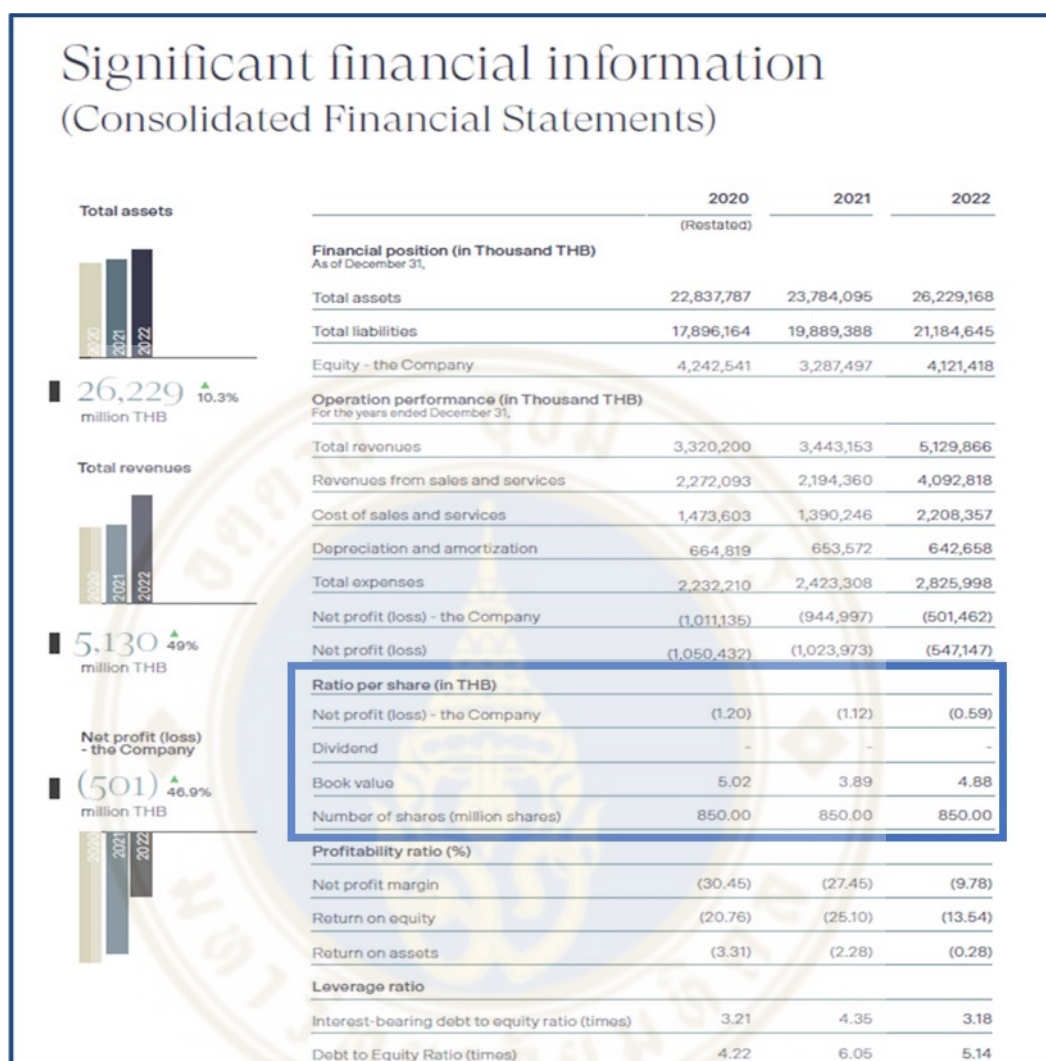 Significant financial information
(Consolidated Financial Statements)
Total assets
2020
2021
2022
26,229 10.3%
million THB
Total revenues
2020
2021
2022
5,130 49%
million THB
Net profit (loss)
- the Company
(501) 46.9%
million THB
2020
2021
2022
2020 2021 2022
(Restated)
Financial position (in Thousand THB)
As of December 31,
Total assets 22,837,787 23,784,095 26,229,168
Total liabilities 17,896,164 19,889,388 21,184,645
Equity - the Company 4,242,541 3,287,497 4,121,418
Operation performance (in Thousand THB)
For the years ended December 31,
Total revenues 3,320,200 3,443,153 5,129,866
Revenues from sales and services 2,272,093 2,194,360 4,092,818
Cost of sales and services 1,473,603 1,390,246 2,208,357
Depreciation and amortization 664,819 653,572 642,658
Total expenses 2,232,210 2,423,308 2,825,998
Net profit (loss) - the Company (1,011,135) (944,997) (501,462)
Net profit (loss) (1,050,432) (1,023,973) (547,147)
Ratio per share (in THB)
Net profit (loss) - the Company (1.20) (1.12) (0.59)
Dividend - - -
Book value 5.02 3.89 4.88
Number of shares (million shares) 850.00 850.00 850.00
Profitability ratio (%)
Net profit margin (30.45) (27.45) (9.78)
Return on equity (20.76) (25.10) (13.54)
Return on assets (3.31) (2.28) (0.28)
Leverage ratio
Interest-bearing debt to equity ratio (times) 3.21 4.35 3.18
Debt to Equity Ratio (times) 4.22 6.05 5.14